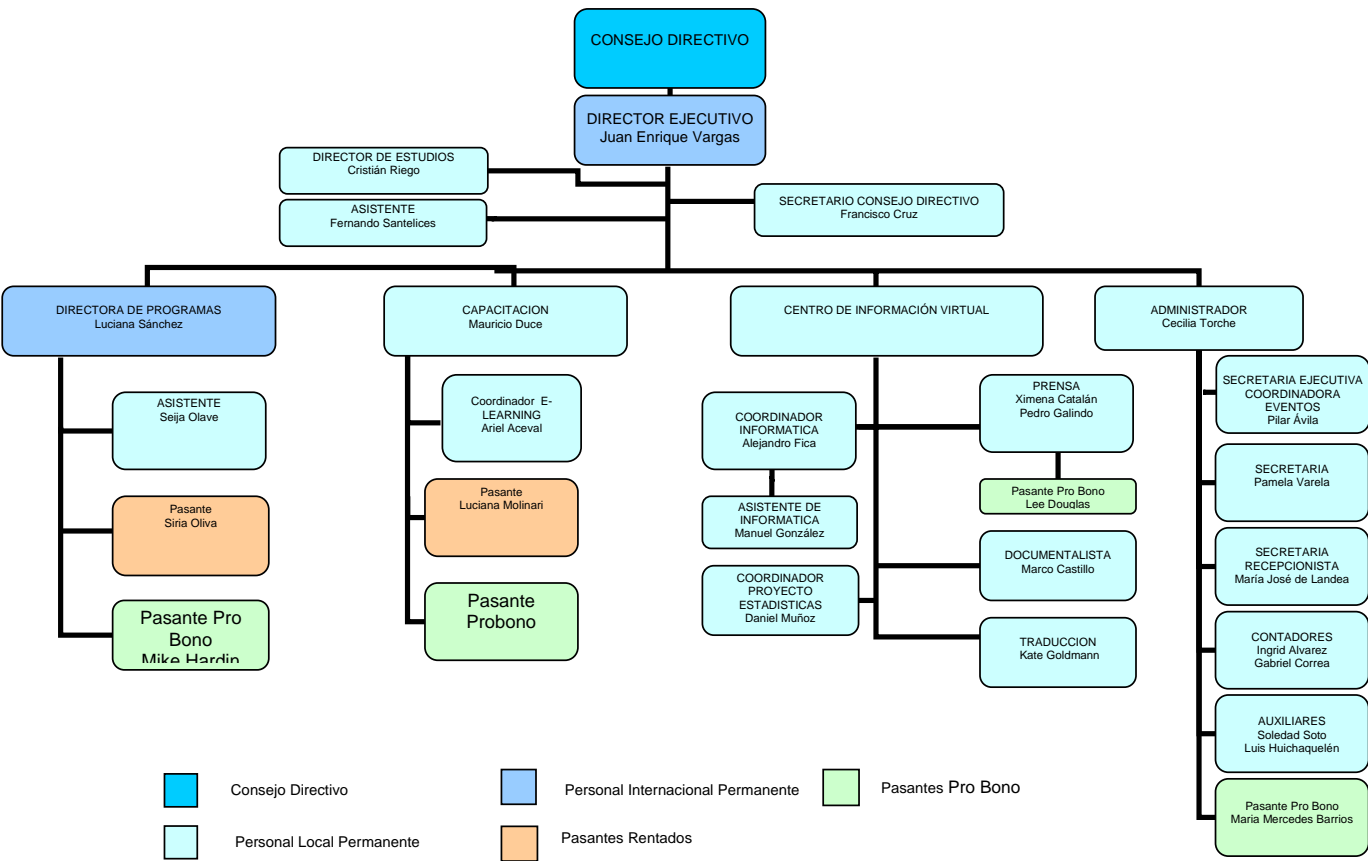 CONSEJO DIRECTIVO
DIRECTOR EJECUTIVO
Juan Enrique Vargas
DIRECTOR DE ESTUDIOS
Cristián Riego
ASISTENTE
Fernando Santelices
SECRETARIO CONSEJO DIRECTIVO
Francisco Cruz
DIRECTORA DE PROGRAMAS
Luciana Sánchez
CAPACITACION
Mauricio Duce
CENTRO DE INFORMACIÓN VIRTUAL
ADMINISTRADOR
Cecilia Torche
ASISTENTE
Seija Olave
Pasante
Siria Oliva
Pasante Pro
Bono
Mike Hardin
Coordinador E-
LEARNING
Ariel Aceval
Pasante
Luciana Molinari
Pasante
Probono
COORDINADOR
INFORMATICA
Alejandro Fica
ASISTENTE DE
INFORMATICA
Manuel González
COORDINADOR
PROYECTO
ESTADISTICAS
Daniel Muñoz
PRENSA
Ximena Catalán
Pedro Galindo
Pasante Pro Bono
Lee Douglas
DOCUMENTALISTA
Marco Castillo
TRADUCCION
Kate Goldmann
SECRETARIA EJECUTIVA
COORDINADORA
EVENTOS
Pilar Ávila
SECRETARIA
Pamela Varela
SECRETARIA
RECEPCIONISTA
María José de Landea
CONTADORES
Ingrid Alvarez
Gabriel Correa
AUXILIARES
Soledad Soto
Luis Huichaquelén
Pasante Pro Bono
Maria Mercedes Barrios
Consejo Directivo
Personal Internacional Permanente
Pasantes Pro Bono
Personal Local Permanente
Pasantes Rentados